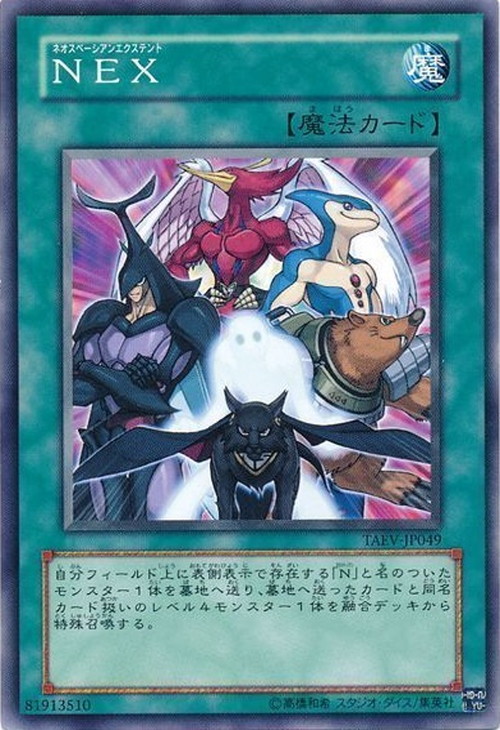 ネオスペーシアンエクステント
NEX
魔
まほう
【魔法カード】
TAEV-JP049
自分フィールド上に表側表示で存在する「N」と名のついた
モンスター1体を墓地へ送り、墓地へ送ったカードと同名
カード扱いのレベル4モンスター1体を融合デッキから
特殊召喚する。
81913510
©高橋和希 スタジオ・ダイス/集英社